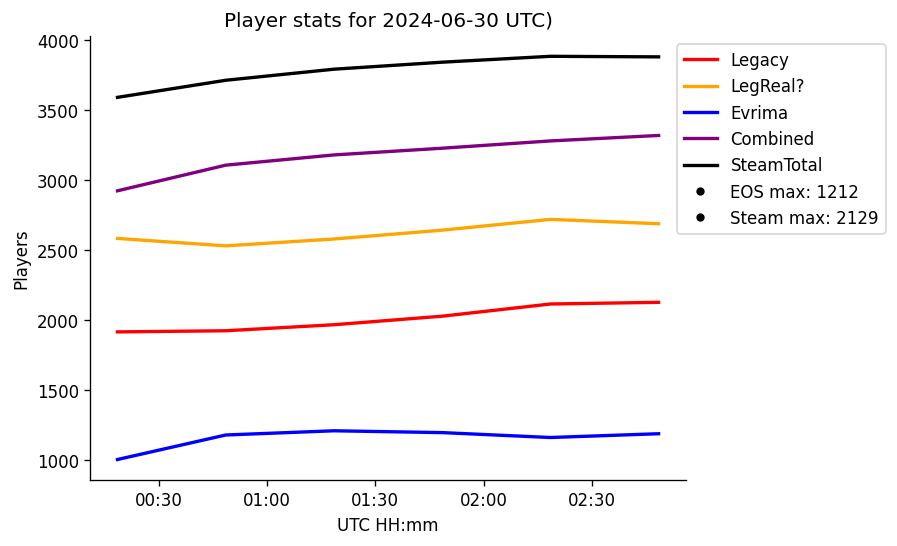 Player stats for 2024-06-30 UTC)
4000
3500
3000
2500
2000
1500
1000
Players
00:30 01:00 01:30 02:00 02:30
UTC HH:mm
Legacy
LegReal?
Evrima
Combined
SteamTotal
EOS max: 1212
Steam max: 2129